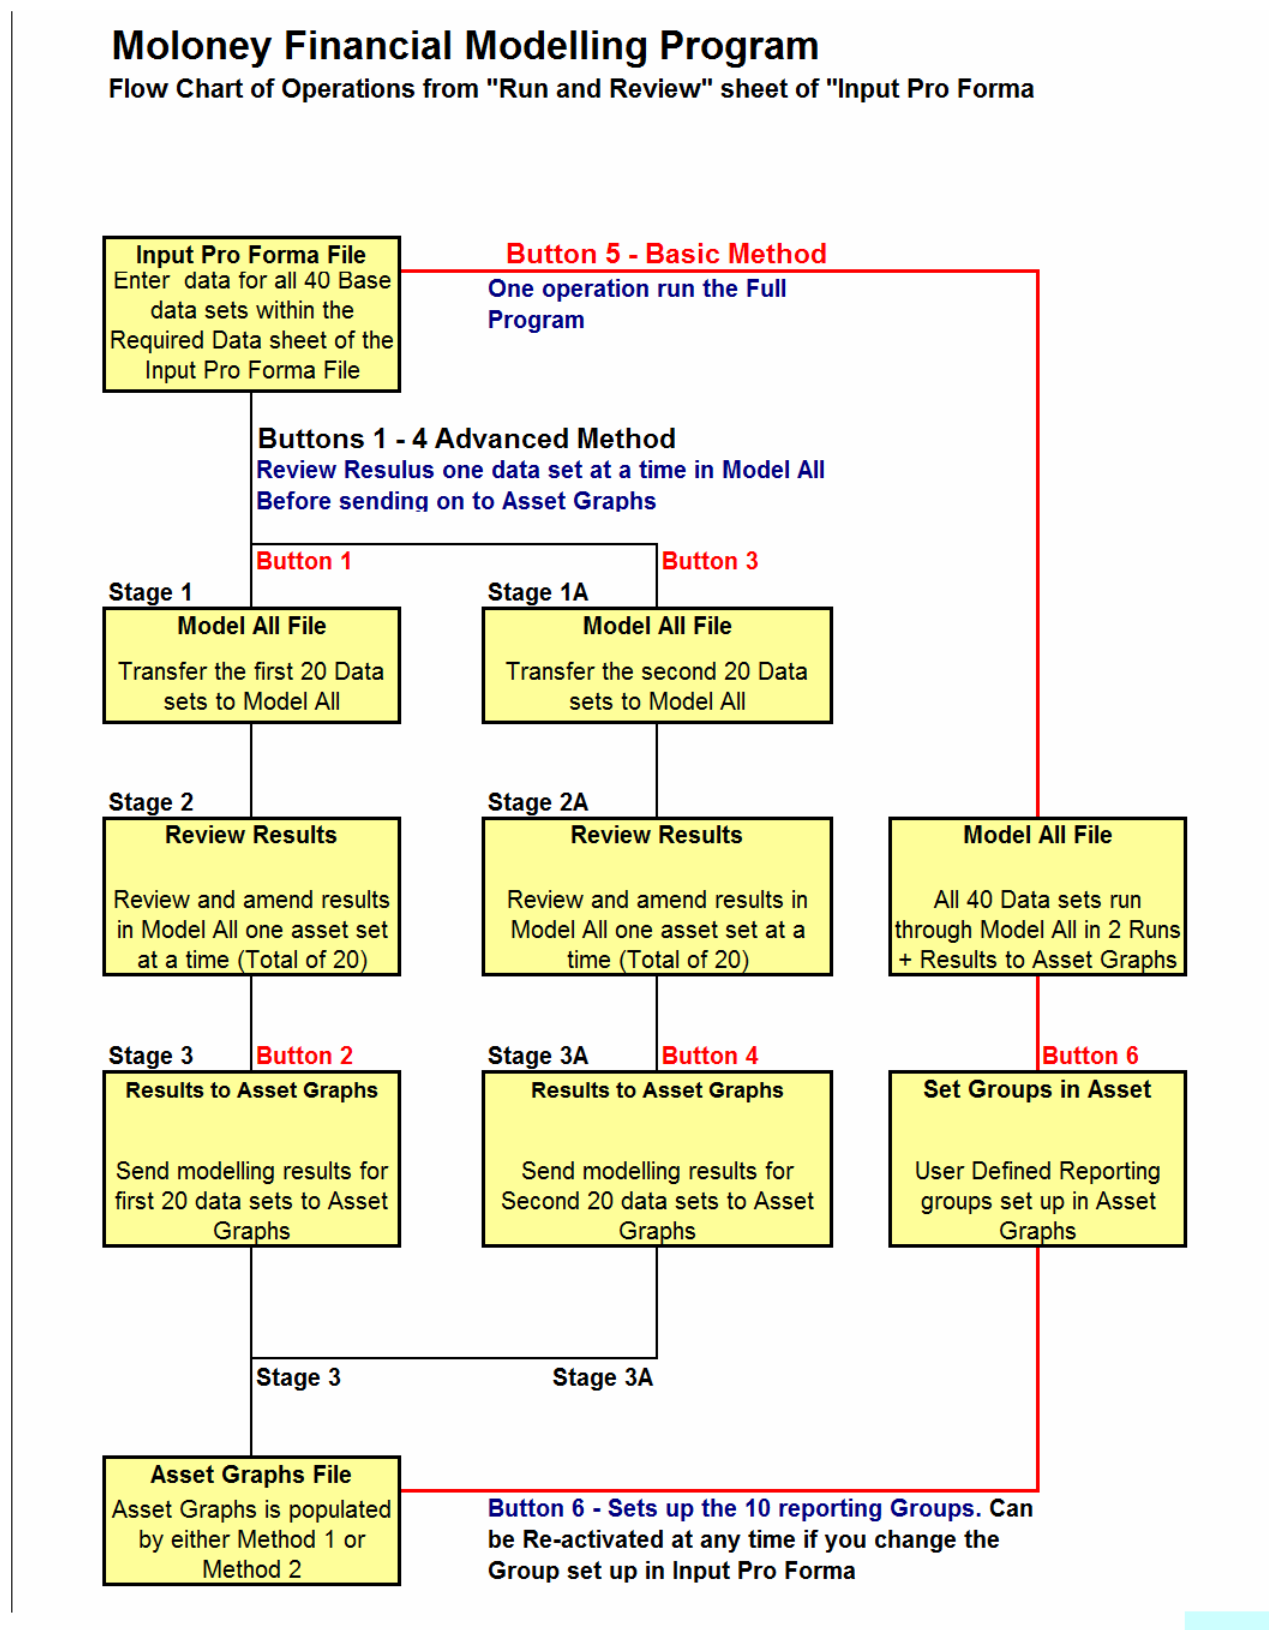 Moloney Financial Modelling Program
Flow Chart of Operations from "Run and Review" sheet of "Input Pro Forma
Input Pro Forma File
Enter data for all 40 Base
data sets within the
Required Data sheet of the
Input Pro Forma File
Button 5 - Basic Method
One operation run the Full
Program
Buttons 1 - 4 Advanced Method
Review Resulus one data set at a time in Model All
Before sending on to Asset Graphs
Button 1
Button 3
Stage 1
Stage 1A
Model All File
Transfer the first 20 Data
sets to Model All
Model All File
Transfer the second 20 Data
sets to Model All
Stage 2
Stage 2A
Review Results
Review and amend results
in Model All one asset set
at a time (Total of 20)
Review Results
Review and amend results in
Model All one asset set at a
time (Total of 20)
Model All File
All 40 Data sets run
through Model All in 2 Runs
+ Results to Asset Graphs
Stage 3
Button 2
Stage 3A
Button 4
Button 6
Results to Asset Graphs
Send modelling results for
first 20 data sets to Asset
Graphs
Results to Asset Graphs
Send modelling results for
Second 20 data sets to Asset
Graphs
Set Groups in Asset
User Defined Reporting
groups set up in Asset
Graphs
Stage 3
Stage 3A
Asset Graphs File
Asset Graphs is populated
by either Method 1 or
Method 2
Button 6 - Sets up the 10 reporting Groups. Can
be Re-activated at any time if you change the
Group set up in Input Pro Forma